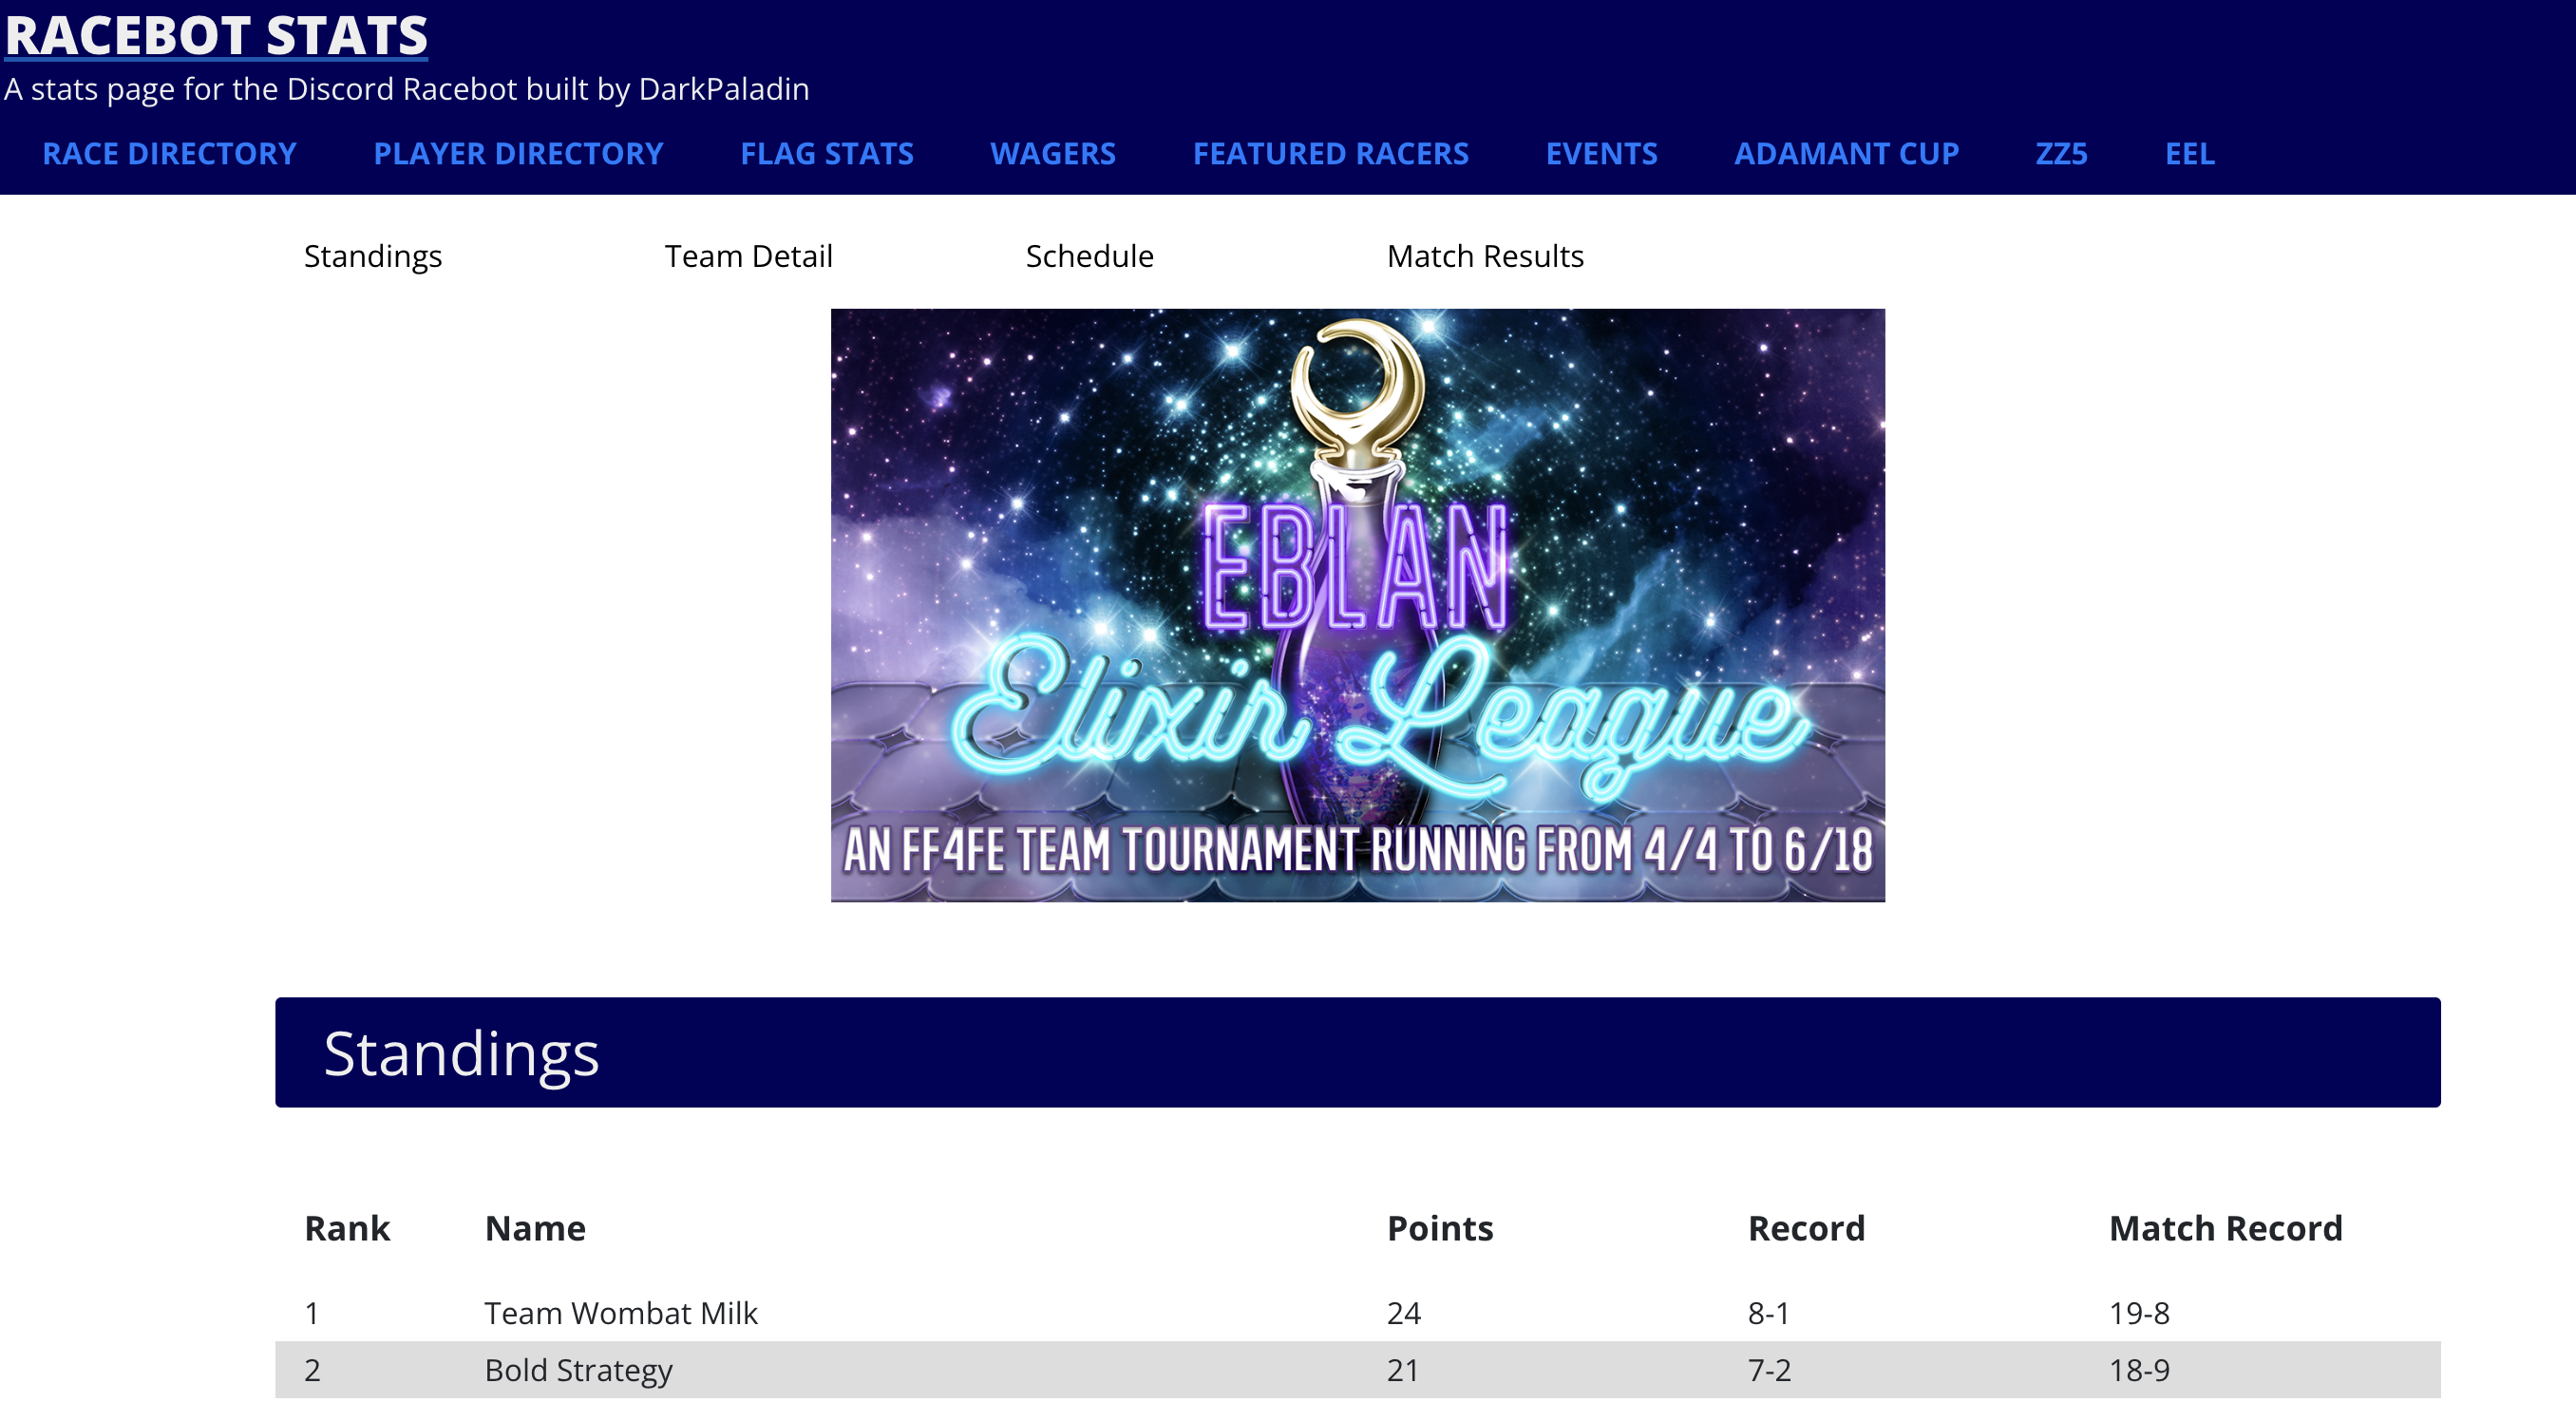 RACEBOT STATS
A stats page for the Discord Racebot built by DarkPaladin
RACE DIRECTORY PLAYER DIRECTORY FLAG STATS WAGERS FEATURED RACERS EVENTS ADAMANT CUP ZZ5 EEL
Standings Team Detail Schedule Match Results
EBLAN
Elixir League
AN FF4FE TEAM TOURNAMENT RUNNING FROM 4/4 TO 6/18
Standings
Rank Name Points Record Match Record
1 Team Wombat Milk 24 8-1 19-8
2 Bold Strategy 21 7-2 18-9